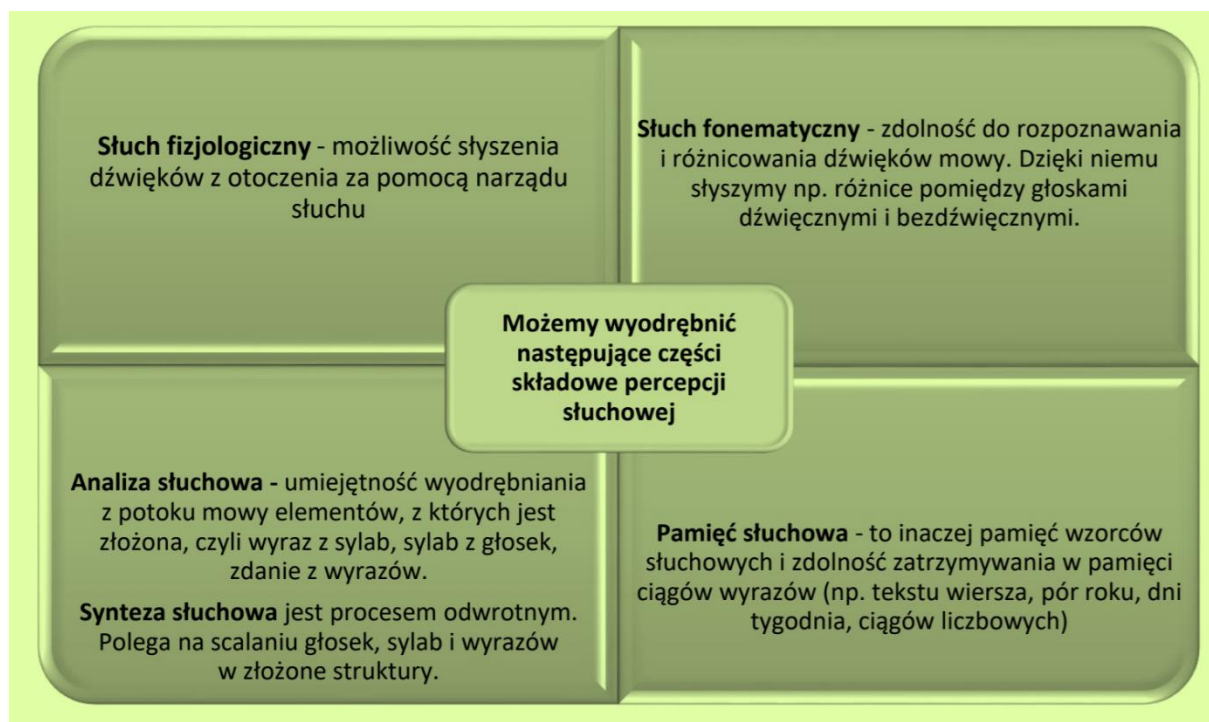 Słuch fizjologiczny - możliwość słyszenia
dźwięków z otoczenia za pomocą narządu
słuchu
Słuch fonematyczny - zdolność do rozpoznawania
i różnicowania dźwięków mowy. Dzięki niemu
słyszymy np. różnice pomiędzy głoskami
dźwięcznymi i bezdźwięcznymi.
Możemy wyodrębnić
następujące części
składowe percepcji
słuchowej
Analiza słuchowa - umiejętność wyodrębniania
z potoku mowy elementów, z których jest
złożona, czyli wyraz z sylab, sylab z głosek,
zdanie z wyrazów.
Synteza słuchowa jest procesem odwrotnym.
Polega na scalaniu głosek, sylab i wyrazów
w złożone struktury.
Pamięć słuchowa - to inaczej pamięć wzorców
słuchowych i zdolność zatrzymywania w pamięci
ciągów wyrazów (np. tekstu wiersza, pór roku, dni
tygodnia, ciągów liczbowych)